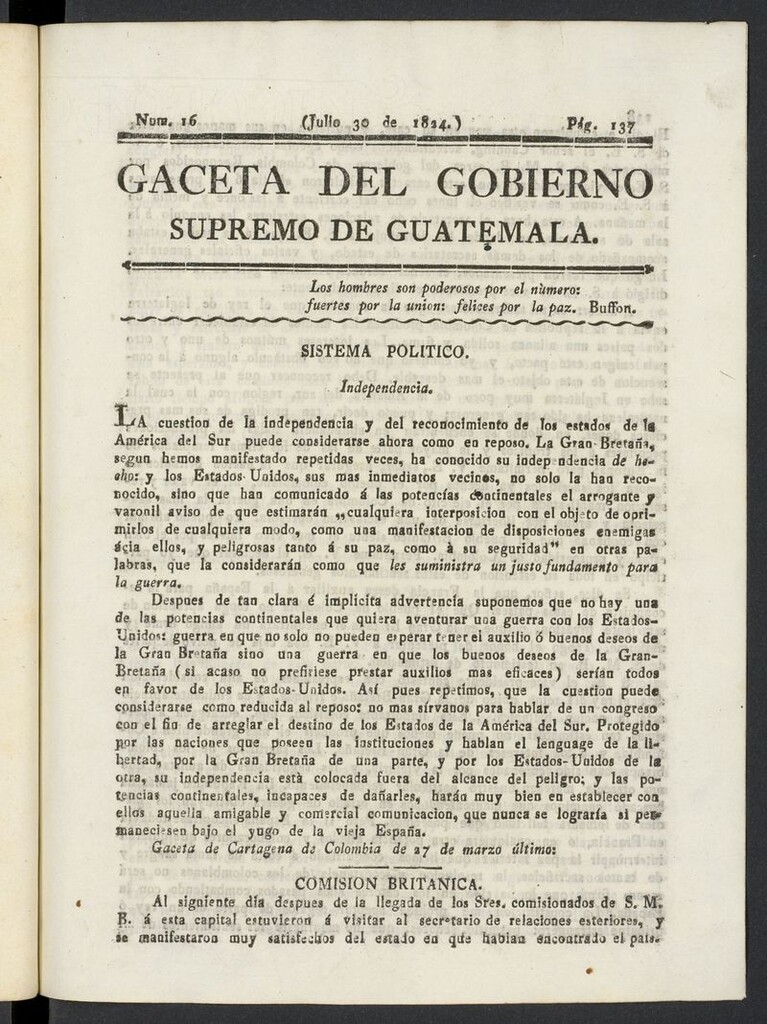 Num. 16 (Julio 30 de 1824.) Pág. 137
GACETA DEL GOBIERNO
SUPREMO DE GUATEMALA.
Los hombres son poderosos por el nùmero:
fuertes por la union: felices por la paz. Buffon.
SISTEMA POLITICO.
Independencia.
LA cuestion de la independencia y del reconocimiento de los estados de la
América del Sur puede considerarse ahora como en reposo. La Gran-Bretaña,
segun hemos manifestado repetidas veces, ha conocido su independencia de he-
cho: y los Estados-Unidos, sus mas inmediatos vecinos, no solo la han reco-
nocido, sino que han comunicado á las potencías continentales el arrogante y
varonil aviso de que estimarán „cualquiera interposicion con el objeto de opri-
mirlos de cualquiera modo, como una manifestacion de disposiciones enemigas
ácia ellos, y peligrosas tanto á su paz, como à su seguridad" en otras pa-
labras, que la considerarán como que les suministra un justo fundamento para
la guerra.
Despues de tan clara é implicita advertencia suponemos que no hay una
de las potencias continentales que quiera aventurar una guerra con los Estados-
Unidos: guerra en que no solo no pueden esperar tener el auxilio ó buenos deseos de
la Gran Bretaña sino una guerra en que los buenos deseos de la Gran-
Bretaña (si acaso no prefiriese prestar auxilios mas eficaces) serían todos
en favor de los Estados-Unidos. Así pues repetimos, que la cuestion puede
considerarse como reducida al reposo: no mas sírvanos para hablar de un congreso
con el fin de arreglar el destino de los Estados de la América del Sur. Protegido
por las naciones que poseen las instituciones y hablan el lenguage de la li-
bertad, por la Gran Bretaña de una parte, y por los Estados-Unidos de la
otra, su independencia està colocada fuera del alcance del peligro; y las po-
tencias continentales, incapaces de dañarles, harán muy bien en establecer con
ellos aquella amigable y comercial comunicacion, que nunca se lograría si per-
maneciesen bajo el yugo de la vieja España.
Gaceta de Cartagena de Colombia de 27 de marzo último:
COMISION BRITANICA.
Al siguiente día despues de la llegada de los Sres. comisionados de S. M.
B. á esta capital estuvieron á visitar al secretario de relaciones esteriores, y
se manifestaron muy satisfechos del estado en que habian encontrado el país.